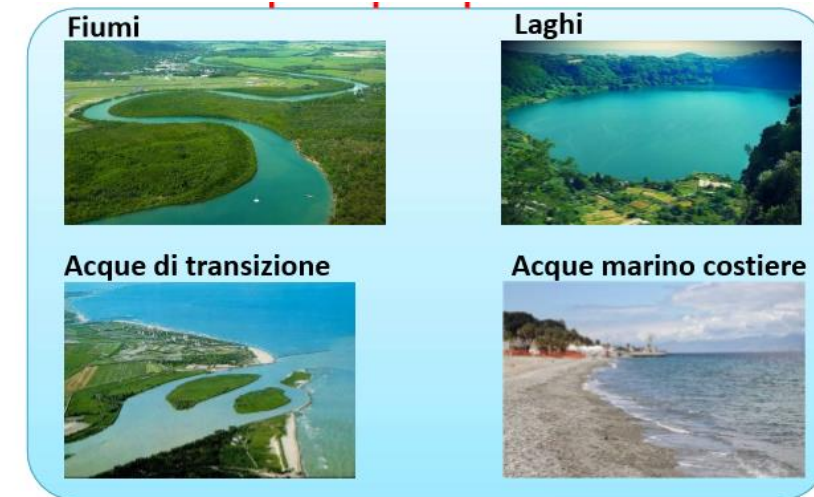 Fiumi
Laghi
Acque di transizione
Acque marino costiere